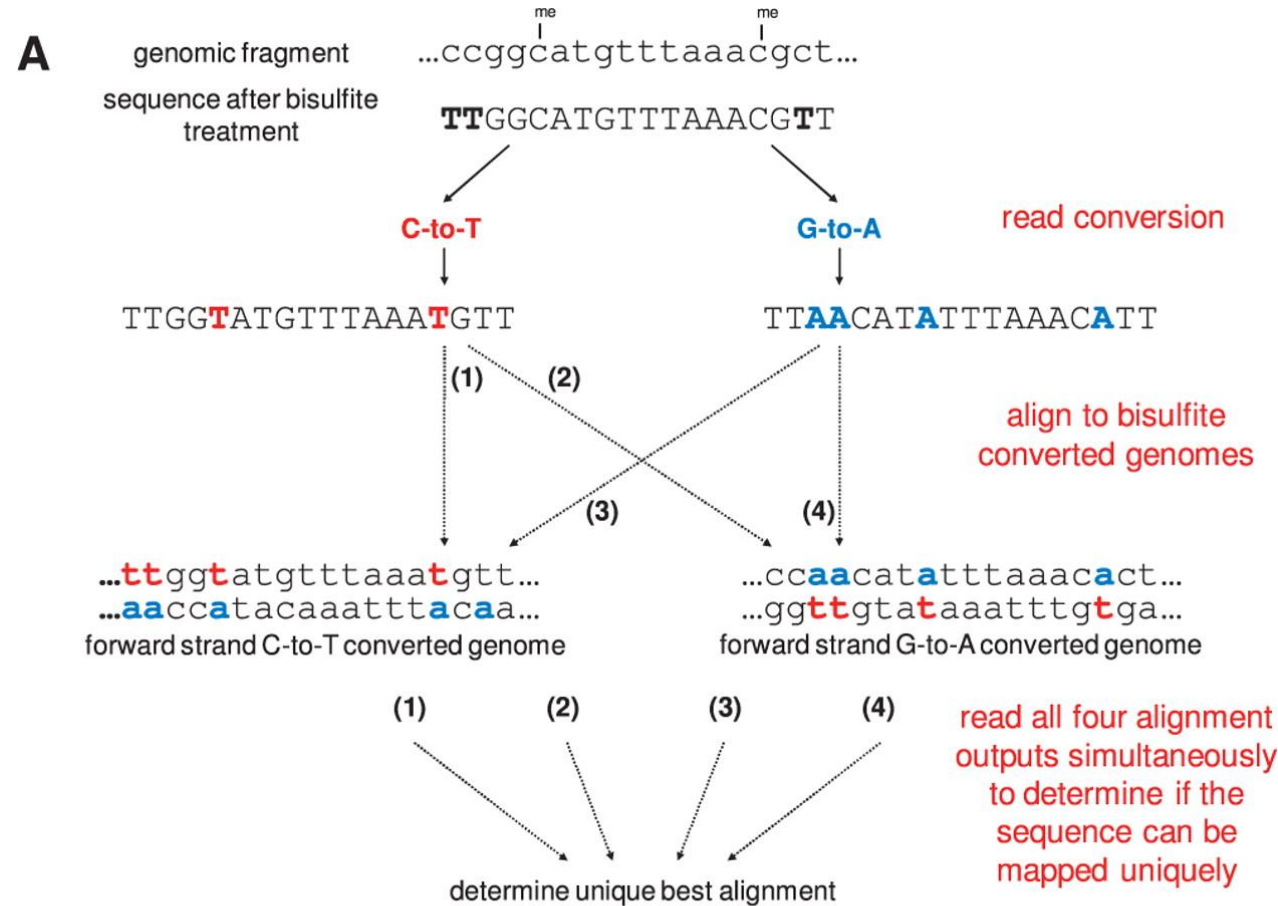 A
me me
genomic fragment ...ccggcatgtttaaacgct...
sequence after bisulfite
treatment
TTGGCATGTTTAAACGTT
C-to-T G-to-A read conversion
TTGGTATGTTTAAATGTT TTAACATATTTAAACATT
(1) (2)
align to bisulfite
converted genomes
(3) (4)
...ttggtatgtttaaatgtt... ...ccaacatatttaaacact...
...aaccatacaaatttacaa... ...ggttgtataaatttgtga...
forward strand C-to-T converted genome forward strand G-to-A converted genome
(1) (2) (3) (4)
read all four alignment
outputs simultaneously
to determine if the
sequence can be
mapped uniquely
determine unique best alignment